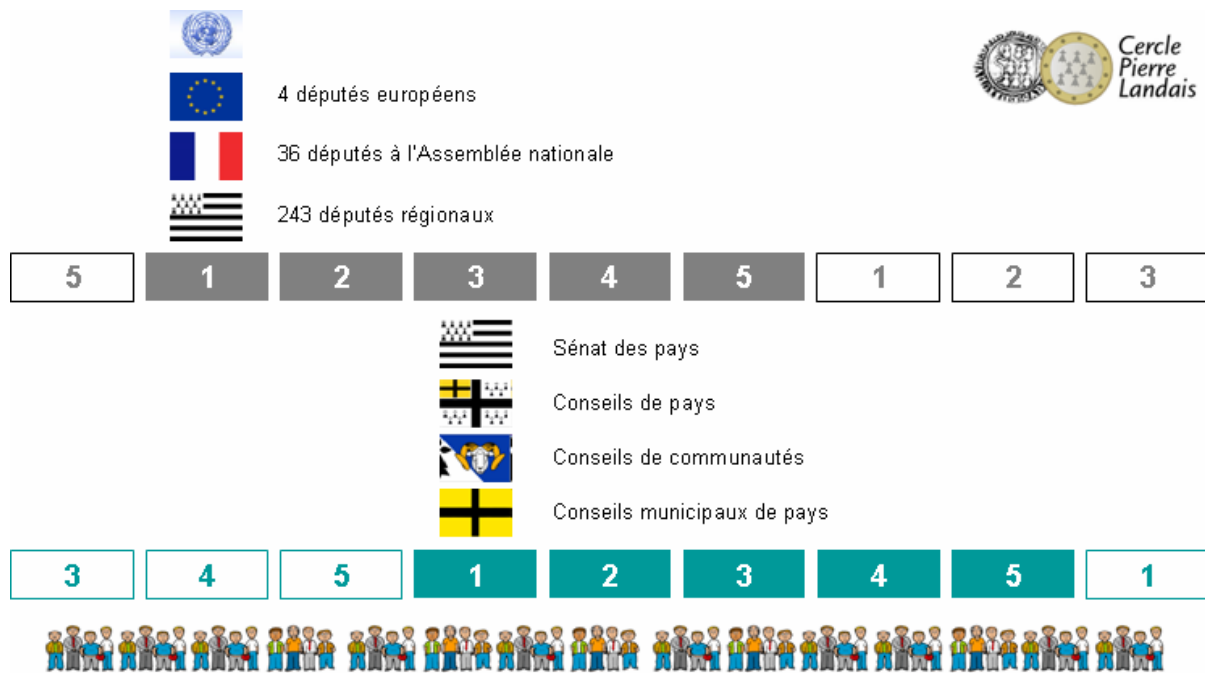 Cercle
Pierre
Landais
4 députés européens
36 députés à l'Assemblée nationale
243 députés régionaux
5 1 2 3 4 5 1 2 3
Sénat des pays
Conseils de pays
Conseils de communautés
Conseils municipaux de pays
3 4 5 1 2 3 4 5 1